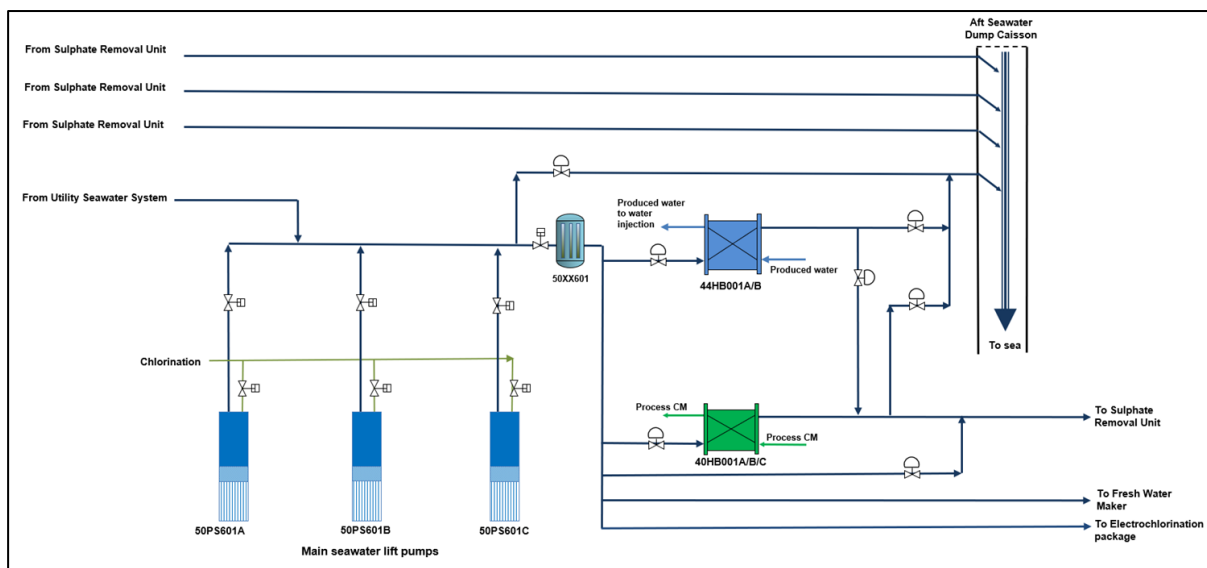 Aft Seawater
Dump Caisson
From Sulphate Removal Unit
From Sulphate Removal Unit
From Sulphate Removal Unit
From Utility Seawater System
Produced water
to water
injection
50XX601
Produced water
44HB001A/B
To sea
Chlorination
Process CM
Process CM
40HB001A/B/C
To Sulphate
Removal Unit
To Fresh Water
Maker
To Electrochlorination
package
50PS601A
50PS601B
50PS601C
Main seawater lift pumps